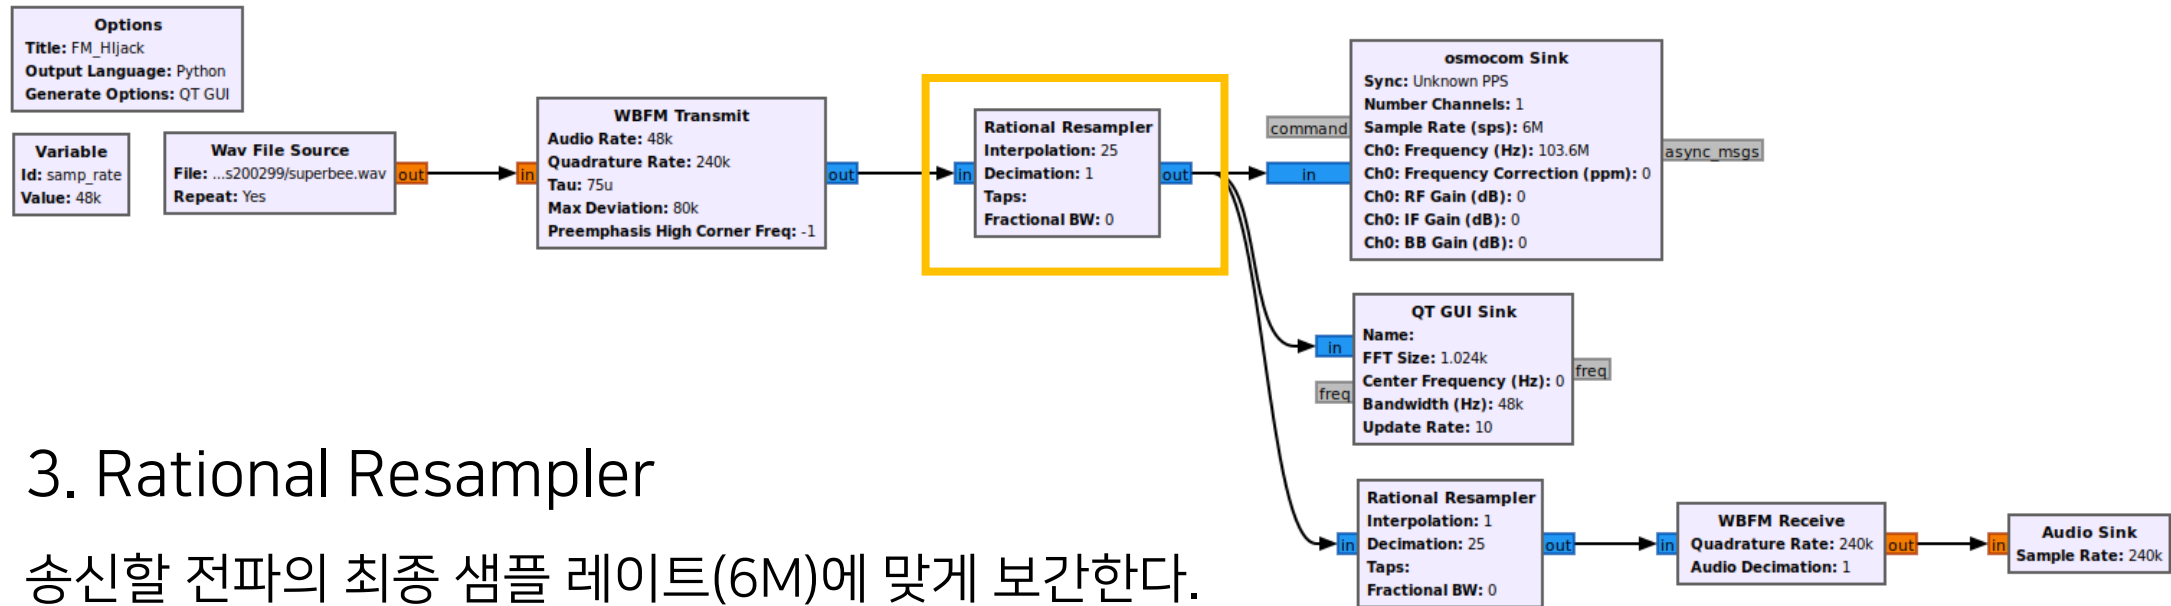 Options
Title: FM_HIjack
Output Language: Python
Generate Options: QT GUI
Variable
Id: samp_rate
Value: 48k
Wav File Source
File: ...s200299/superbee.wav
Repeat: Yes
out
in
WBFM Transmit
Audio Rate: 48k
Quadrature Rate: 240k
Tau: 75u
Max Deviation: 80k
Preemphasis High Corner Freq: -1
out
in
Rational Resampler
Interpolation: 25
Decimation: 1
Taps:
Fractional BW: 0
out
command
in
osmocom Sink
Sync: Unknown PPS
Number Channels: 1
Sample Rate (sps): 6M
Ch0: Frequency (Hz): 103.6M
Ch0: Frequency Correction (ppm): 0
Ch0: RF Gain (dB): 0
Ch0: IF Gain (dB): 0
Ch0: BB Gain (dB): 0
async_msgs
in
freq
QT GUI Sink
Name:
FFT Size: 1.024k
Center Frequency (Hz): 0
Bandwidth (Hz): 48k
Update Rate: 10
freq
in
Rational Resampler
Interpolation: 1
Decimation: 25
Taps:
Fractional BW: 0
out
in
WBFM Receive
Quadrature Rate: 240k
Audio Decimation: 1
out
in
Audio Sink
Sample Rate: 240k
3. Rational Resampler
송신할 전파의 최종 샘플 레이트(6M)에 맞게 보간한다.